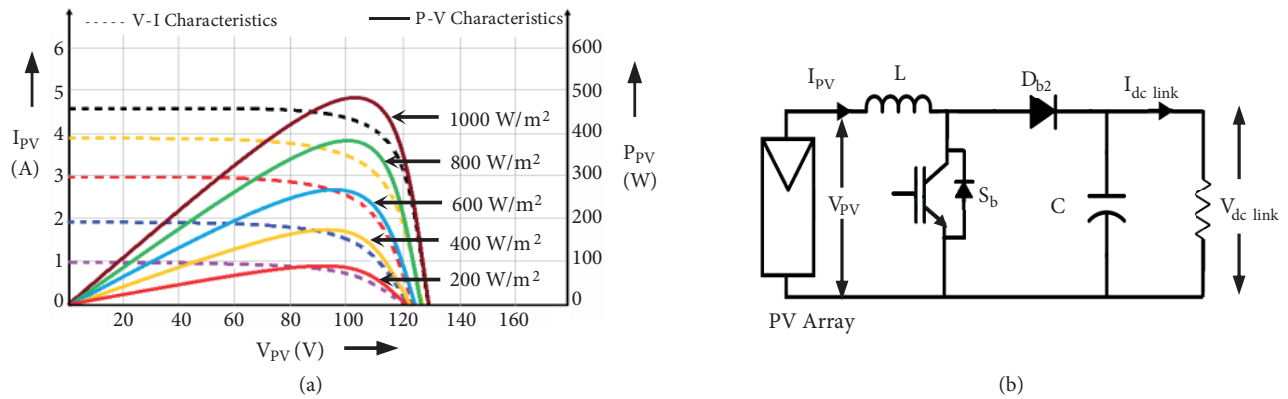 ---- V-I Characteristics
P-V Characteristics
6
5
4
3
2
1
0
I_PV
(A)
600
500
400
300
200
100
0
P_PV
(W)
1000 W/m²
800 W/m²
600 W/m²
400 W/m²
200 W/m²
20 40 60 80 100 120 140 160
V_PV (V)
(a)
I_PV
L
D_b2
I_dc link
V_PV
S_b
C
V_dc link
PV Array
(b)